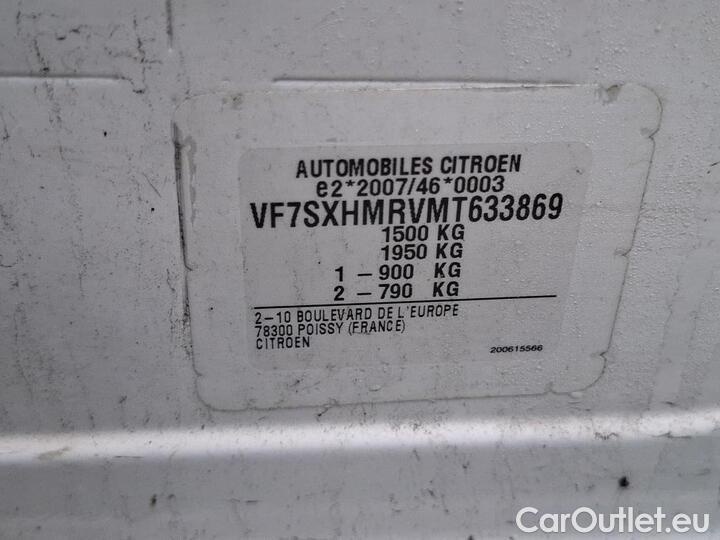 AUTOMOBILES CITROEN
e2*2007/46*0003
VF7SXHMRVMT633869
1500 KG
1950 KG
1 – 900 KG
2 – 790 KG
2–10 BOULEVARD DE L'EUROPE
78300 POISSY (FRANCE)
CITROEN
200615566
CarOutlet.eu